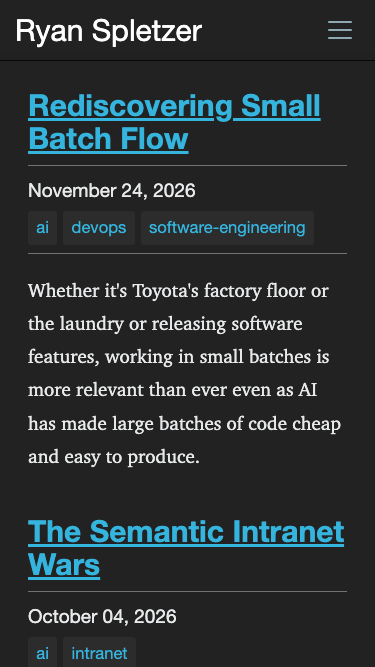 Ryan Spletzer
Rediscovering Small
Batch Flow
November 24, 2026
ai devops software-engineering
Whether it's Toyota's factory floor or
the laundry or releasing software
features, working in small batches is
more relevant than ever even as AI
has made large batches of code cheap
and easy to produce.
The Semantic Intranet
Wars
October 04, 2026
ai intranet